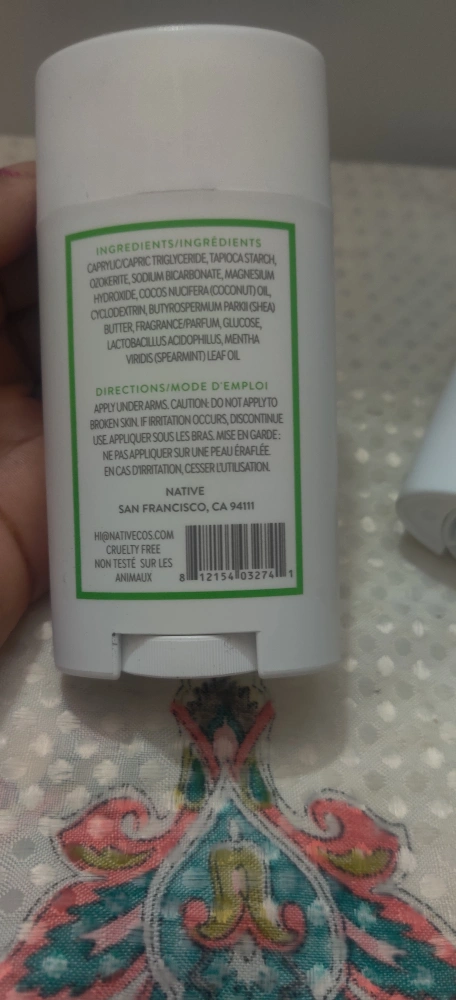 INGREDIENTS/INGRÉDIENTS
CAPRYLIC/CAPRIC TRIGLYCERIDE, TAPIOCA STARCH,
OZOKERITE, SODIUM BICARBONATE, MAGNESIUM
HYDROXIDE, COCOS NUCIFERA (COCONUT) OIL,
CYCLODEXTRIN, BUTYROSPERMUM PARKII (SHEA)
BUTTER, FRAGRANCE/PARFUM, GLUCOSE,
LACTOBACILLUS ACIDOPHILUS, MENTHA
VIRIDIS (SPEARMINT) LEAF OIL
DIRECTIONS/MODE D'EMPLOI
APPLY UNDER ARMS. CAUTION: DO NOT APPLY TO
BROKEN SKIN. IF IRRITATION OCCURS, DISCONTINUE
USE. APPLIQUER SOUS LES BRAS. MISE EN GARDE:
NE PAS APPLIQUER SUR UNE PEAU ÉRAFLÉE.
EN CAS D'IRRITATION, CESSER L'UTILISATION.
NATIVE
SAN FRANCISCO, CA 94111
HI@NATIVECOS.COM
CRUELTY FREE
NON TESTÉ SUR LES
ANIMAUX
8 12154 03274 1